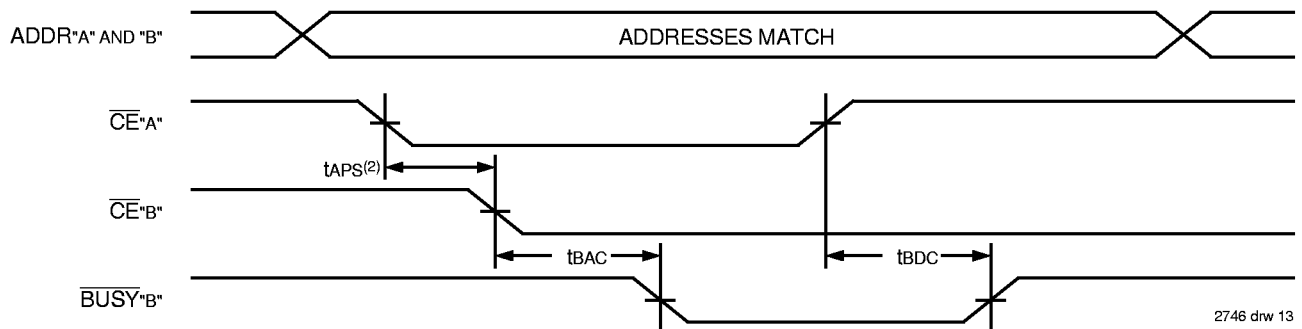 ADDR"A" AND "B"
ADDRESSES MATCH
CE"A"
tAPS(2)
CE"B"
tBAC
tBDC
BUSY"B"
2746 drw 13